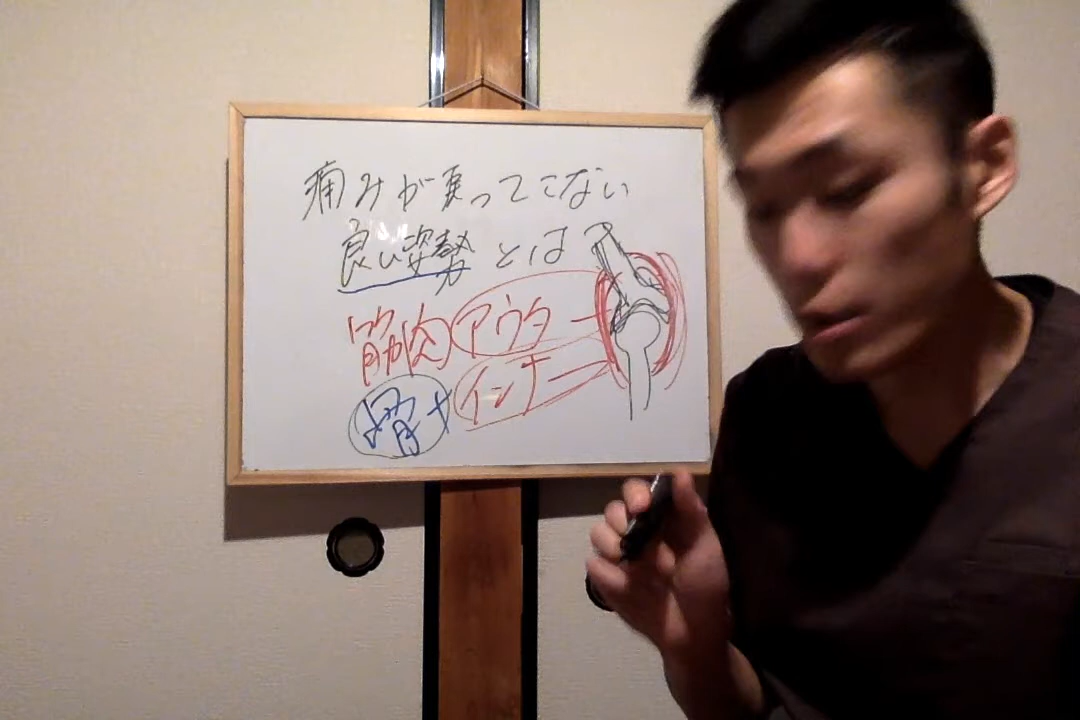 痛みが戻ってこない
良い姿勢とは?
筋肉 アウター
骨 + インナー